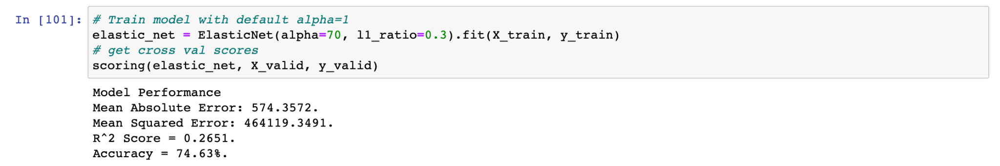 In [101]: # Train model with default alpha=1
elastic_net = ElasticNet(alpha=70, l1_ratio=0.3).fit(X_train, y_train)
# get cross val scores
scoring(elastic_net, X_valid, y_valid)
Model Performance
Mean Absolute Error: 574.3572.
Mean Squared Error: 464119.3491.
R^2 Score = 0.2651.
Accuracy = 74.63%.